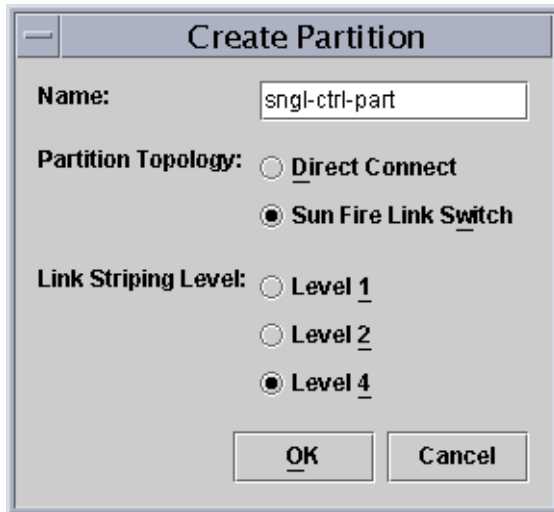 Create Partition
Name: sngl-ctrl-part
Partition Topology: Direct Connect
Sun Fire Link Switch
Link Striping Level: Level 1
Level 2
Level 4
OK Cancel